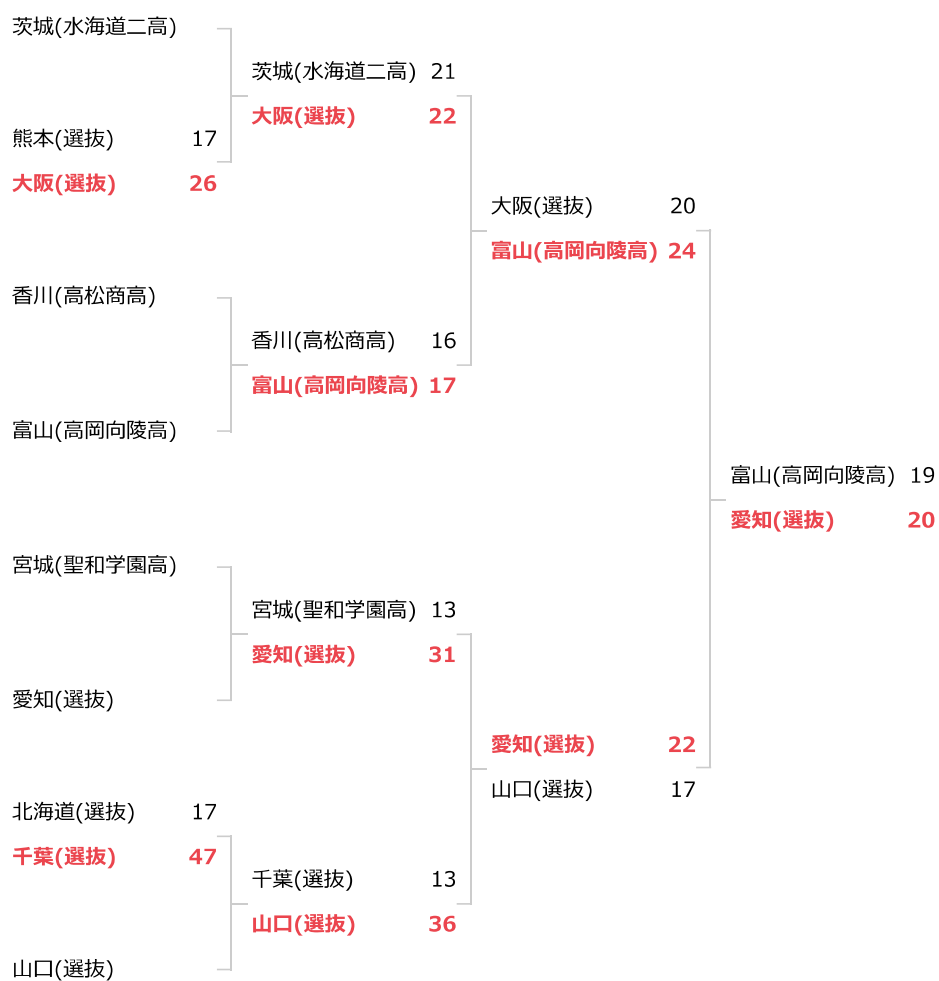 茨城(水海道二高)
熊本(選抜) 17
大阪(選抜) 26
香川(高松商高)
富山(高岡向陵高)
宮城(聖和学園高)
愛知(選抜)
北海道(選抜) 17
千葉(選抜) 47
山口(選抜)
茨城(水海道二高) 21
大阪(選抜) 22
香川(高松商高) 16
富山(高岡向陵高) 17
宮城(聖和学園高) 13
愛知(選抜) 31
千葉(選抜) 13
山口(選抜) 36
大阪(選抜) 20
富山(高岡向陵高) 24
愛知(選抜) 22
山口(選抜) 17
富山(高岡向陵高) 19
愛知(選抜) 20